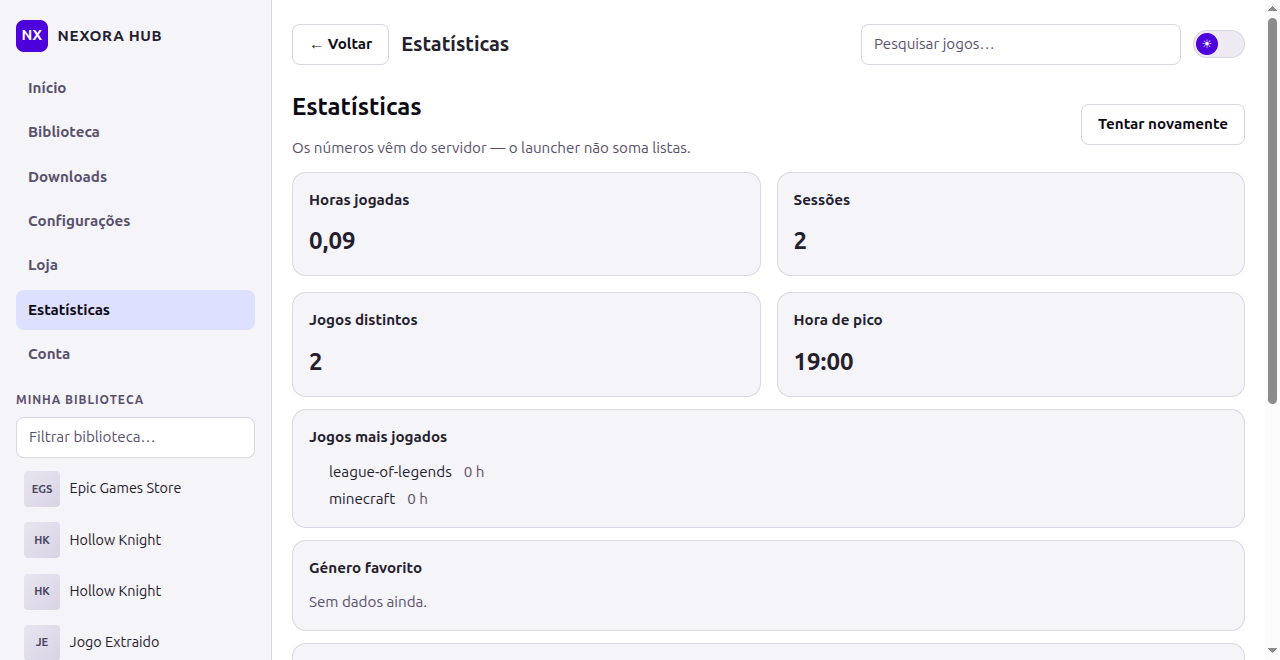 NX NEXORA HUB
Início
Biblioteca
Downloads
Configurações
Loja
Estatísticas
Conta
MINHA BIBLIOTECA
Filtrar biblioteca…
EGS Epic Games Store
HK Hollow Knight
HK Hollow Knight
JE Jogo Extraido
← Voltar Estatísticas
Pesquisar jogos…
Estatísticas
Os números vêm do servidor — o launcher não soma listas.
Tentar novamente
Horas jogadas
0,09
Sessões
2
Jogos distintos
2
Hora de pico
19:00
Jogos mais jogados
league-of-legends 0 h
minecraft 0 h
Género favorito
Sem dados ainda.